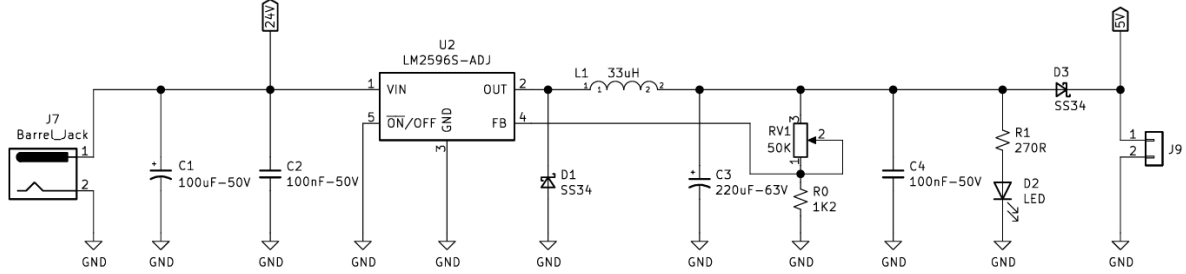 24V
5V
U2
LM2596S-ADJ
1
VIN
OUT
2
L1
33uH
1
1
2
2
D3
SS34
J7
Barrel_Jack
1
2
5
ON/OFF
GND
FB
4
3
RV1
50K
3
2
1
R1
270R
1
2
J9
C1
100uF-50V
C2
100nF-50V
D1
SS34
C3
220uF-63V
R0
1K2
C4
100nF-50V
D2
LED
GND
GND
GND
GND
GND
GND
GND
GND
GND
GND
GND